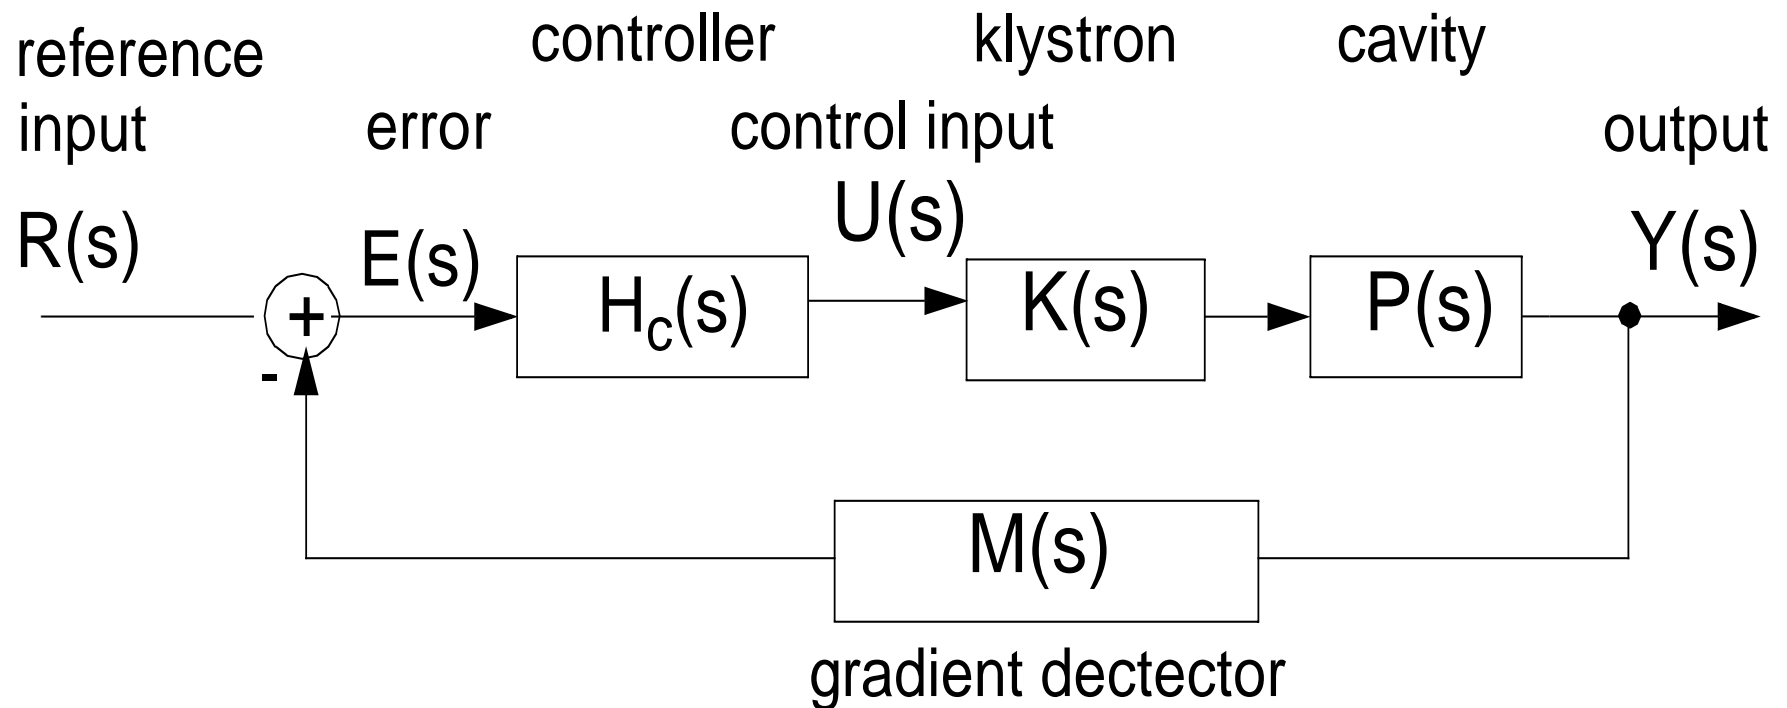 reference
input
controller
klystron
cavity
error
control input
output
R(s)
E(s)
U(s)
Y(s)
+
-
Hc(s)
K(s)
P(s)
M(s)
gradient dectector